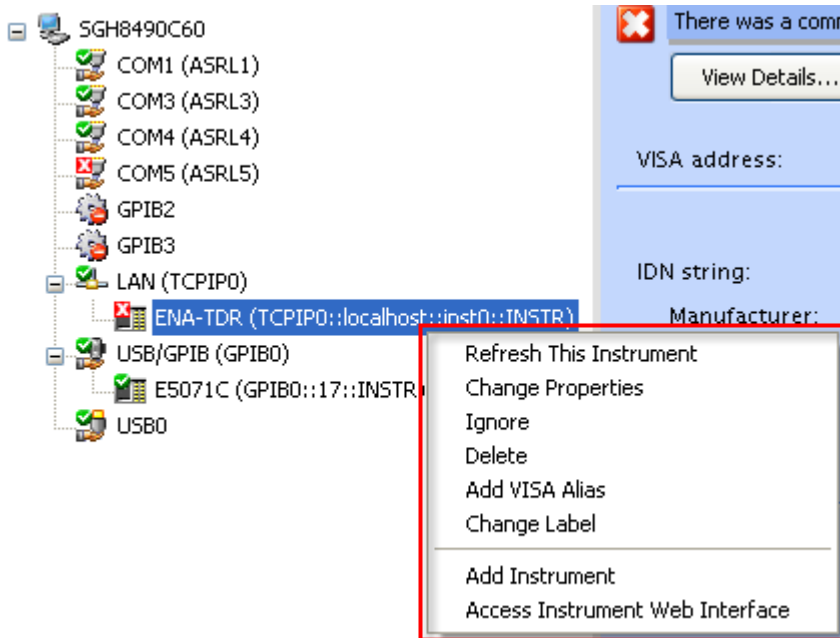 SGH8490C60
COM1 (ASRL1)
COM3 (ASRL3)
COM4 (ASRL4)
COM5 (ASRL5)
GPIB2
GPIB3
LAN (TCPIP0)
ENA-TDR (TCPIP0::localhost::inst0::INSTR)
USB/GPIB (GPIB0)
E5071C (GPIB0::17::INSTR
USB0
There was a com
View Details...
VISA address:
IDN string:
Manufacturer:
Refresh This Instrument
Change Properties
Ignore
Delete
Add VISA Alias
Change Label
Add Instrument
Access Instrument Web Interface